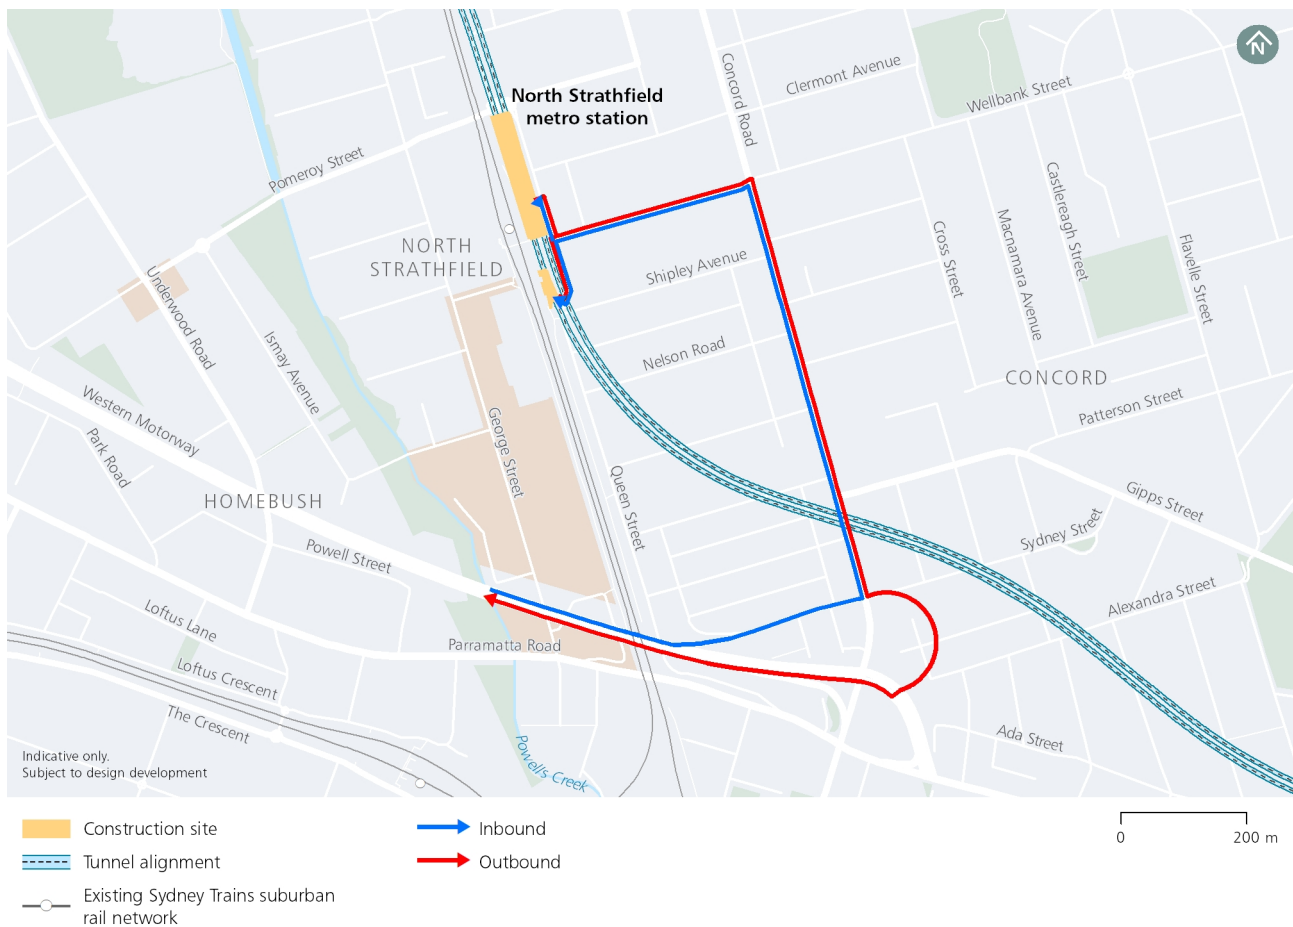 N
North Strathfield
metro station
Concord Road
Clermont Avenue
Wellbank Street
Pomeroy Street
Castlereagh Street
Macnamara Avenue
Cross Street
Flavelle Street
NORTH
STRATHFIELD
Shipley Avenue
Underwood Road
Ismay Avenue
Nelson Road
CONCORD
Patterson Street
Western Motorway
Park Road
George Street
Queen Street
HOMEBUSH
Gipps Street
Sydney Street
Powell Street
Alexandra Street
Loftus Lane
Parramatta Road
Loftus Crescent
The Crescent
Ada Street
Powells Creek
Indicative only.
Subject to design development
Construction site
Tunnel alignment
Existing Sydney Trains suburban
rail network
Inbound
Outbound
0 200 m